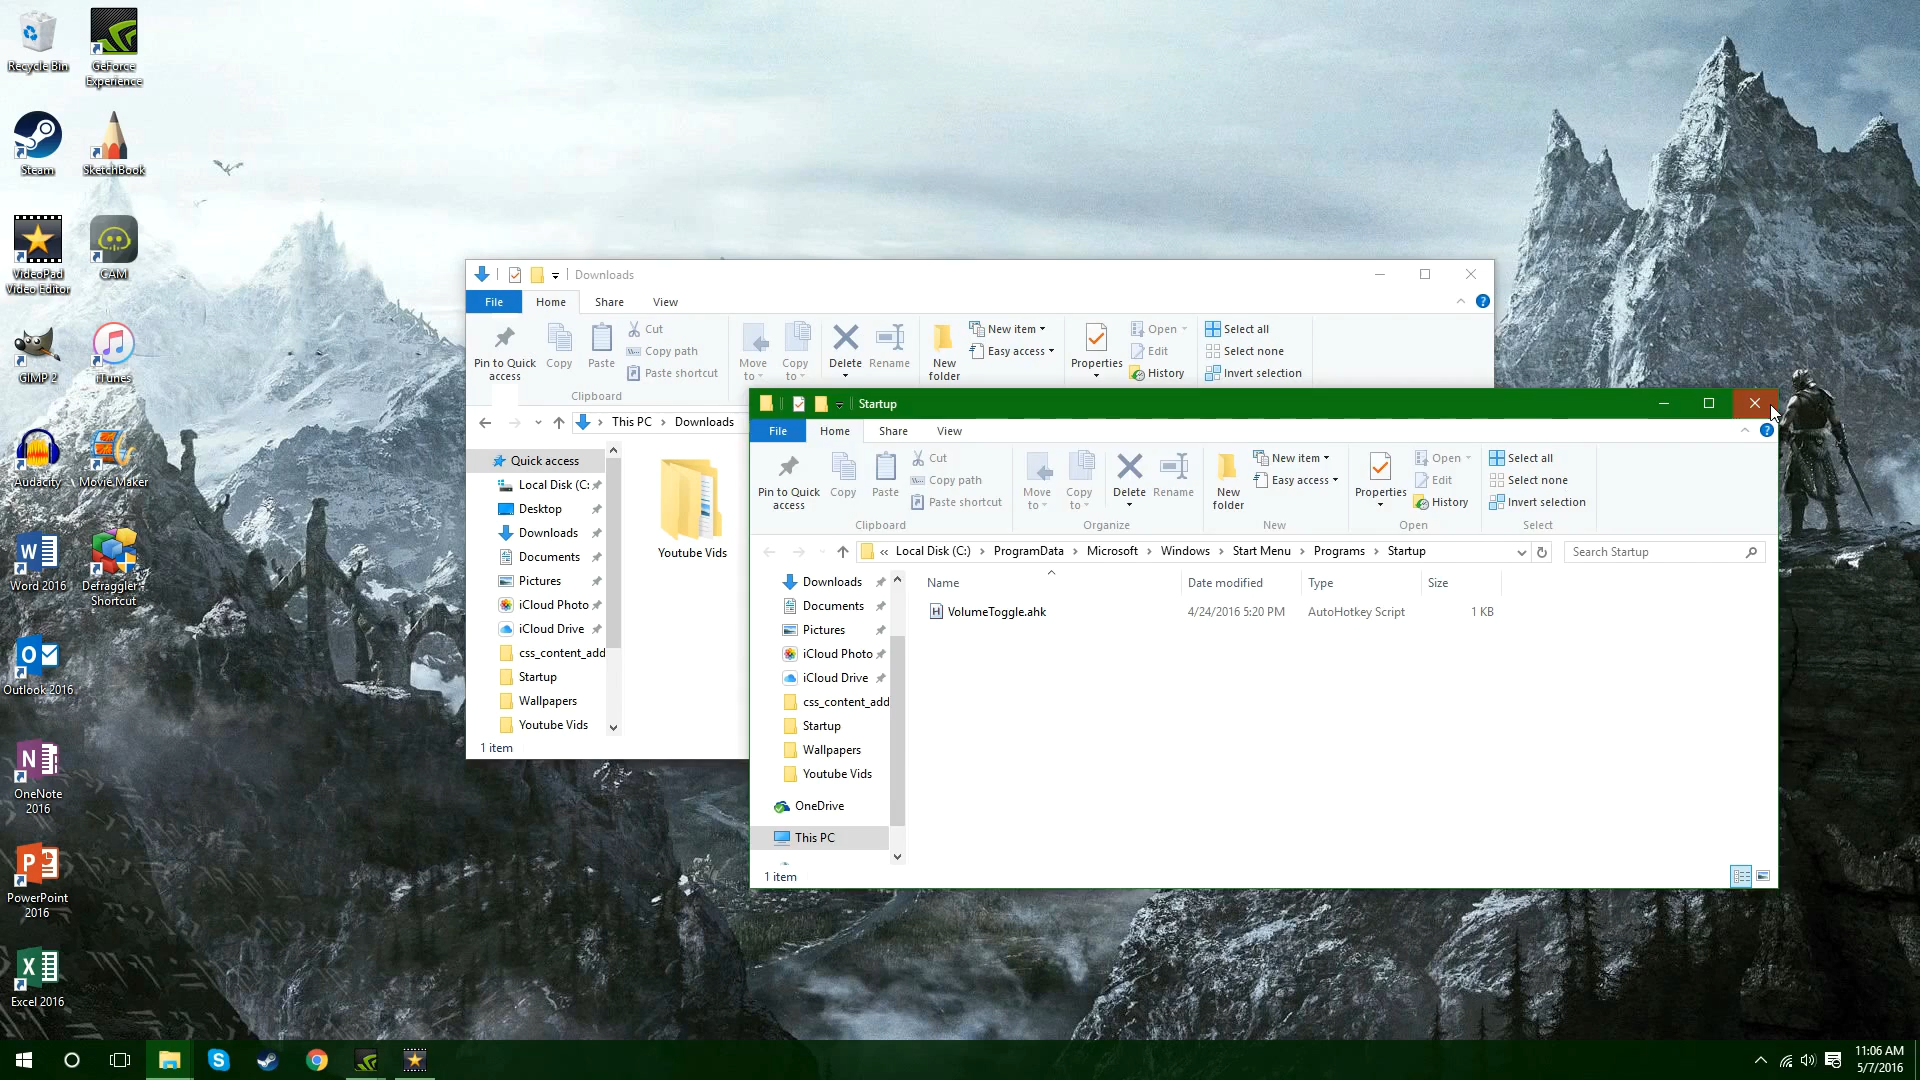 Recycle Bin
GeForce
Experience
Steam
SketchBook
VideoPad
Video Editor
CAM
GIMP 2
iTunes
Audacity
Movie Maker
Word 2016
Defraggler -
Shortcut
Outlook 2016
OneNote
2016
PowerPoint
2016
Excel 2016
Downloads
File
Home
Share
View
Pin to Quick
access
Copy
Paste
Cut
Copy path
Paste shortcut
Clipboard
Move
to
Copy
to
Delete
Rename
New
folder
New item
Easy access
Properties
Open
Edit
History
Select all
Select none
Invert selection
This PC > Downloads
Quick access
Local Disk (C:
Desktop
Downloads
Documents
Pictures
iCloud Photo
iCloud Drive
css_content_add
Startup
Wallpapers
Youtube Vids
Youtube Vids
1 item
Startup
File
Home
Share
View
Pin to Quick
access
Copy
Paste
Cut
Copy path
Paste shortcut
Clipboard
Move
to
Copy
to
Delete
Rename
Organize
New
folder
New item
Easy access
New
Properties
Open
Edit
History
Open
Select all
Select none
Invert selection
Select
« Local Disk (C:) > ProgramData > Microsoft > Windows > Start Menu > Programs > Startup
Search Startup
Name
Date modified
Type
Size
VolumeToggle.ahk
4/24/2016 5:20 PM
AutoHotkey Script
1 KB
Downloads
Documents
Pictures
iCloud Photo
iCloud Drive
css_content_add
Startup
Wallpapers
Youtube Vids
OneDrive
This PC
1 item
11:06 AM
5/7/2016